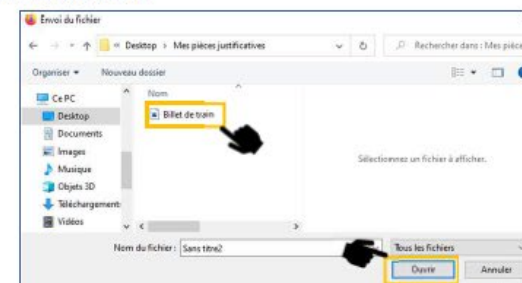 Envoi du fichier
« Desktop > Mes pièces justificatives
Rechercher dans : Mes pièce
Organiser
Nouveau dossier
Nom
Ce PC
Desktop
Billet de train
Documents
Images
Musique
Objets 3D
Téléchargement
Vidéos
Sélectionnez un fichier à afficher.
Nom du fichier : Sans titre2
Tous les fichiers
Ouvrir
Annuler